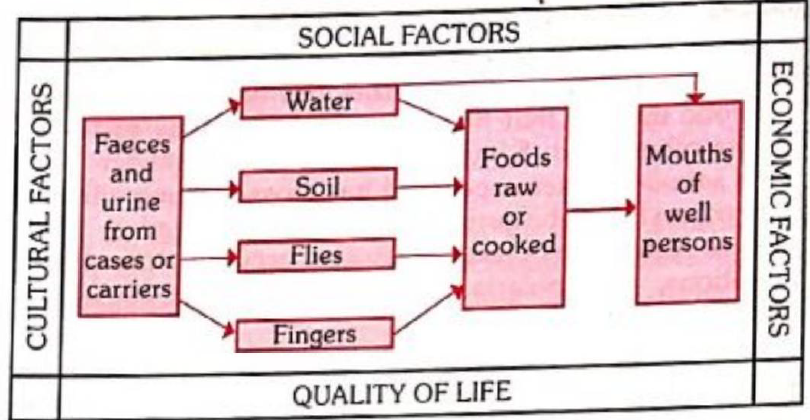 SOCIAL FACTORS
CULTURAL FACTORS
Faeces
and
urine
from
cases or
carriers
Water
Soil
Flies
Fingers
Foods
raw
or
cooked
Mouths
of
well
persons
ECONOMIC FACTORS
QUALITY OF LIFE